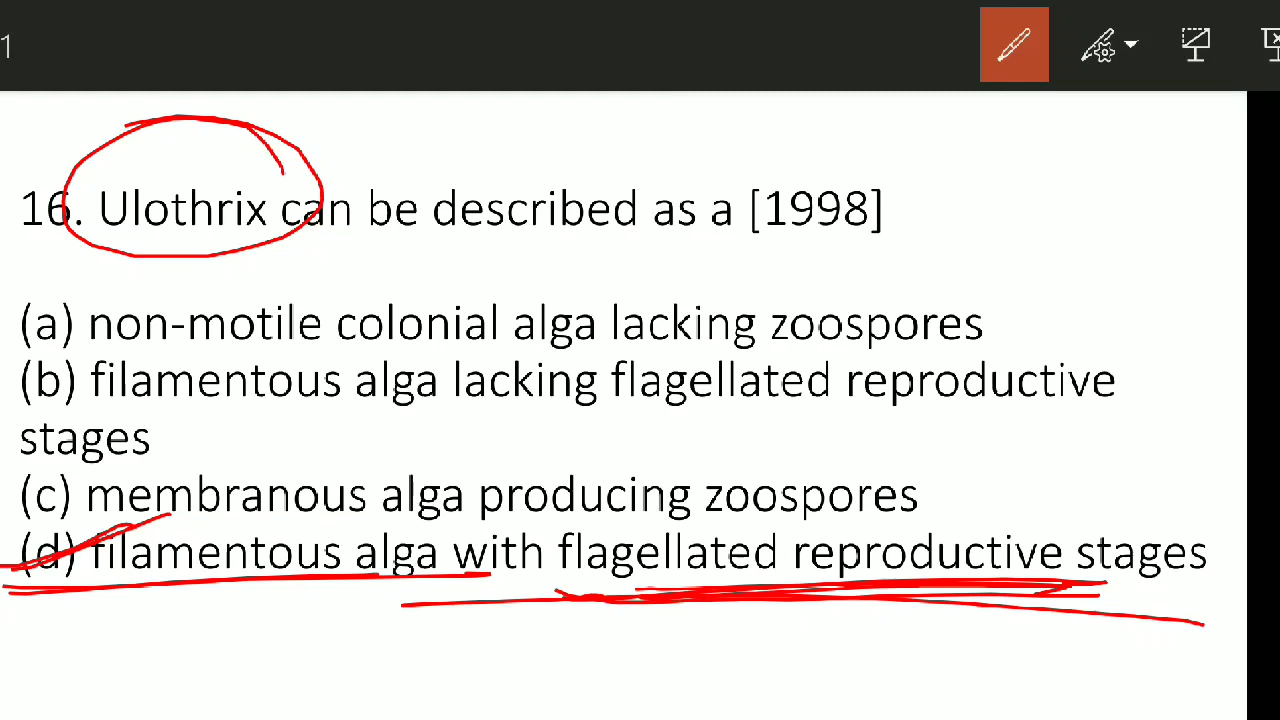 1
16. Ulothrix can be described as a [1998]
(a) non-motile colonial alga lacking zoospores
(b) filamentous alga lacking flagellated reproductive
stages
(c) membranous alga producing zoospores
(d) filamentous alga with flagellated reproductive stages